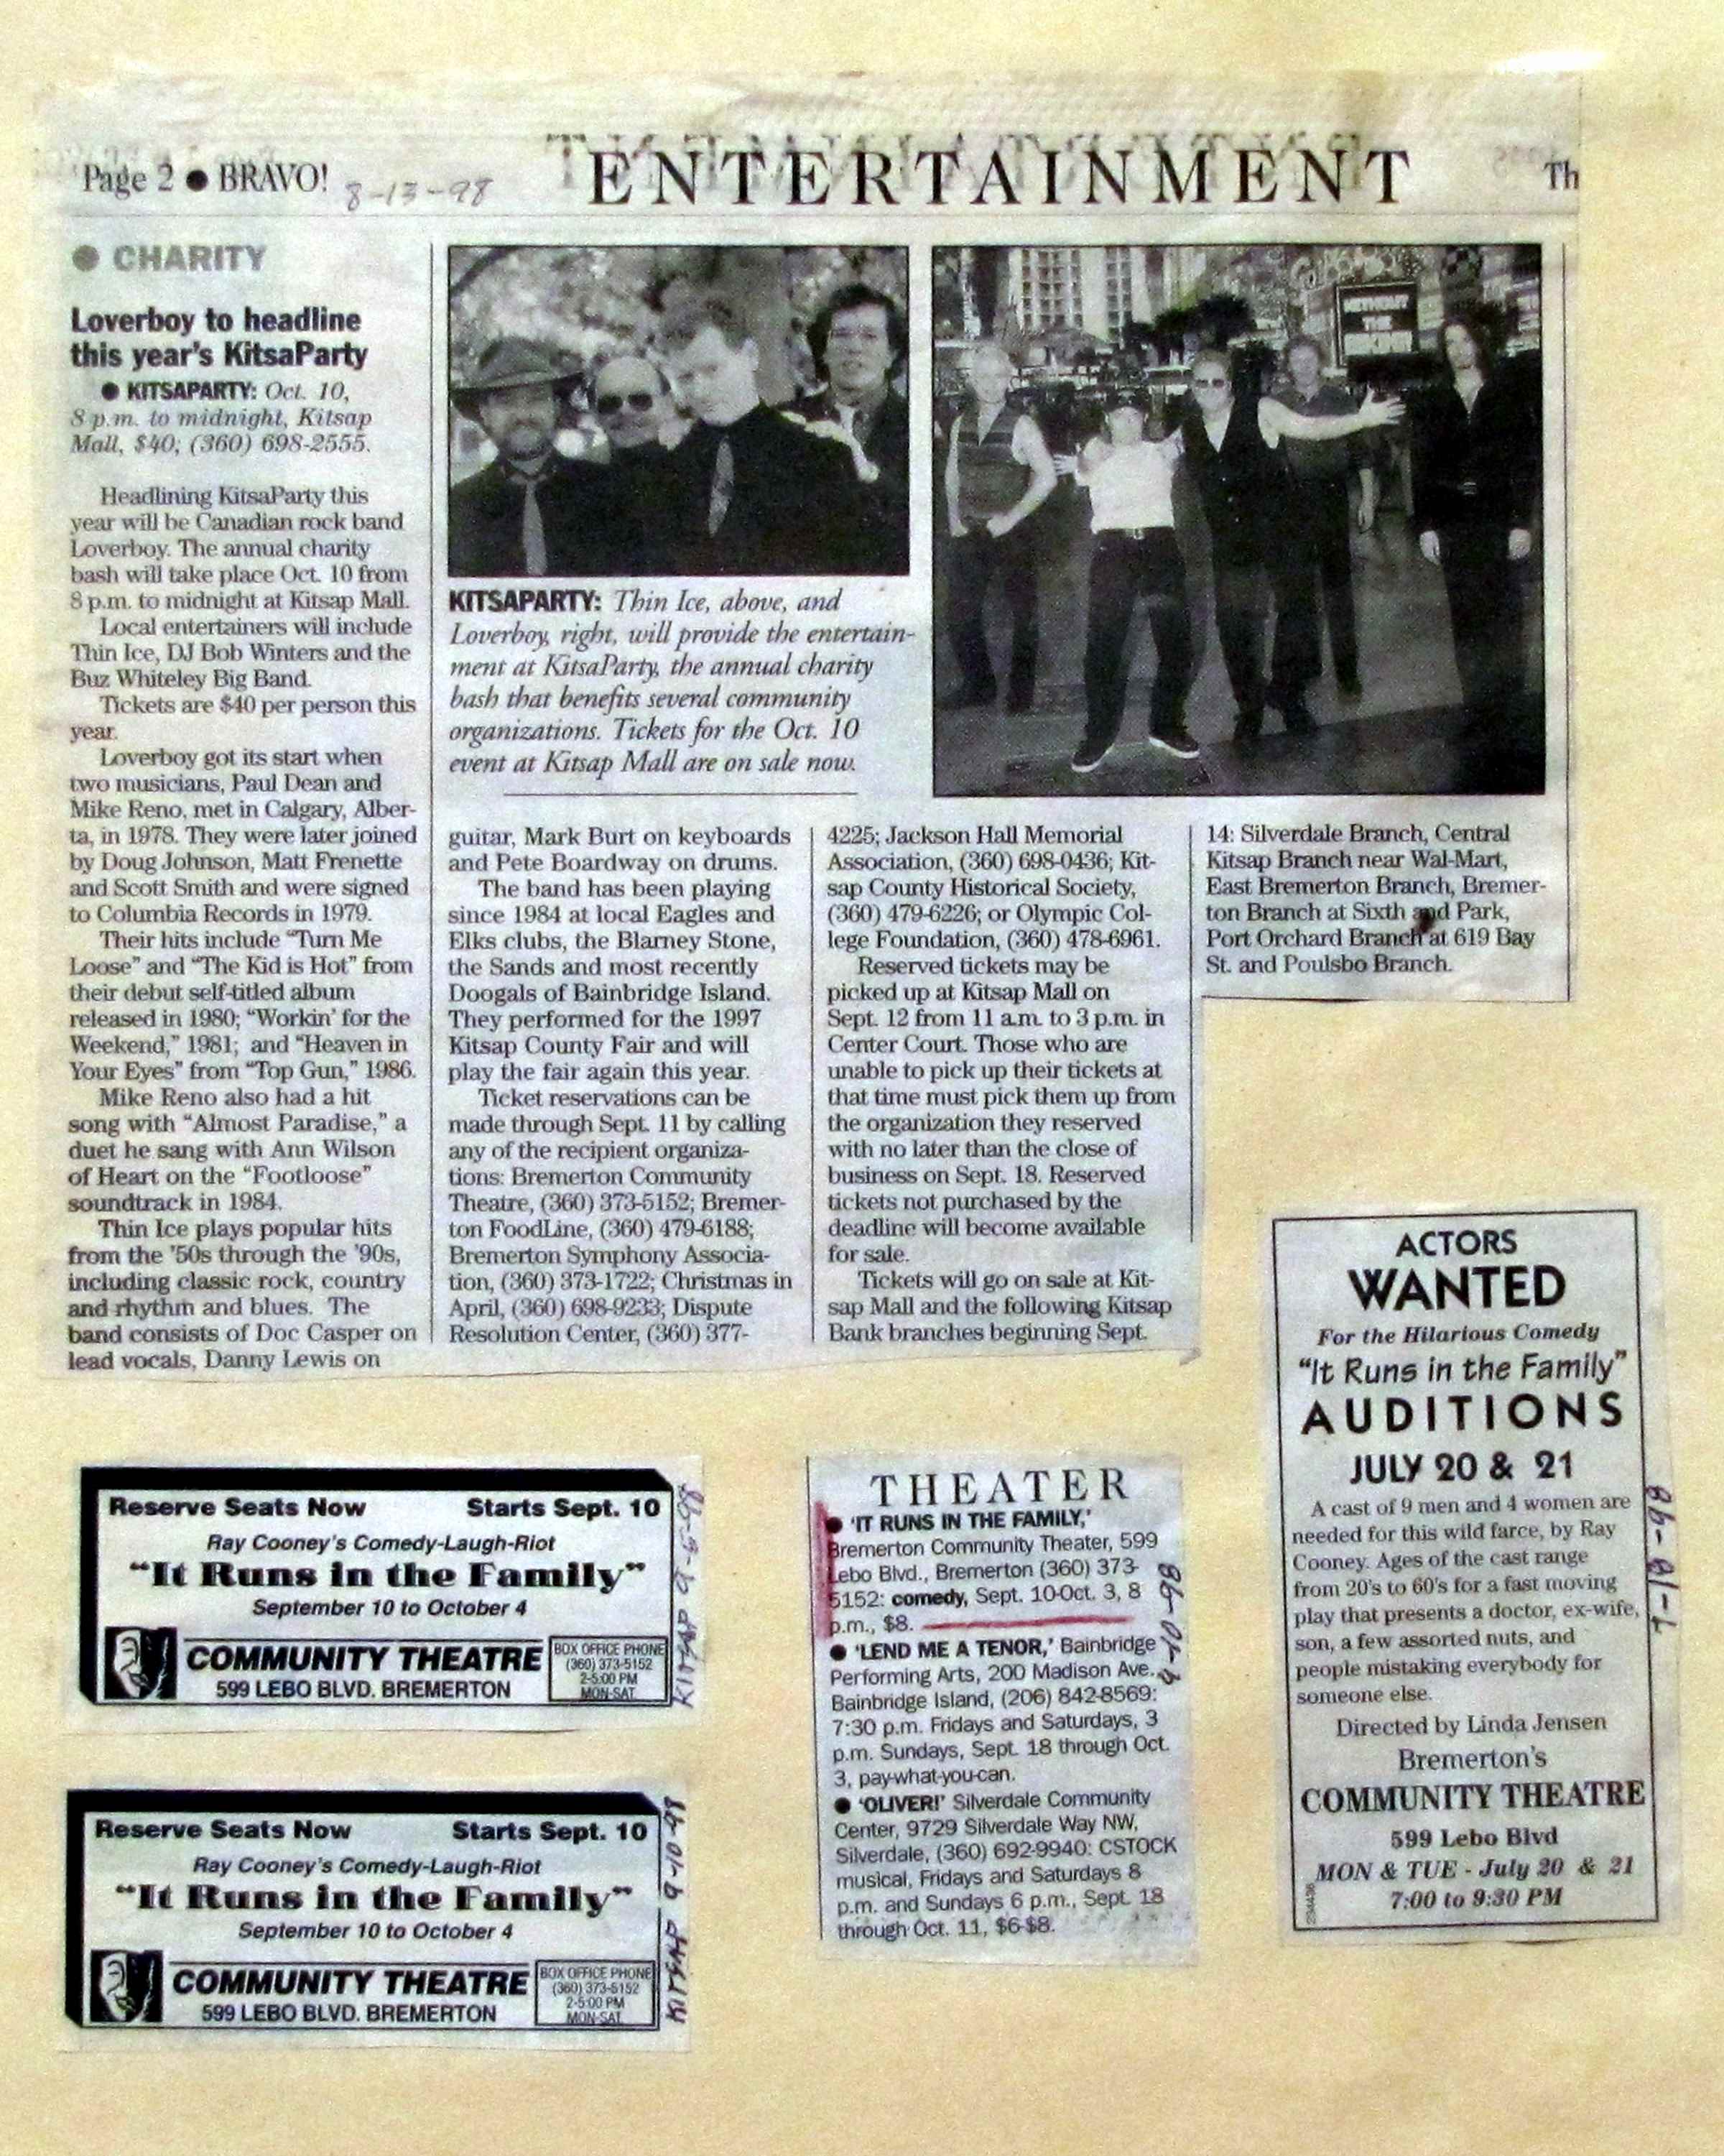 Page 2 ● BRAVO!
8-13-98
ENTERTAINMENT
Th
● CHARITY
Loverboy to headline
this year's KitsaParty
● KITSAPARTY: Oct. 10,
8 p.m. to midnight, Kitsap
Mall, $40; (360) 698-2555.
Headlining KitsaParty this
year will be Canadian rock band
Loverboy. The annual charity
bash will take place Oct. 10 from
8 p.m. to midnight at Kitsap Mall.
Local entertainers will include
Thin Ice, DJ Bob Winters and the
Buz Whiteley Big Band.
Tickets are $40 per person this
year.
Loverboy got its start when
two musicians, Paul Dean and
Mike Reno, met in Calgary, Alber-
ta, in 1978. They were later joined
by Doug Johnson, Matt Frenette
and Scott Smith and were signed
to Columbia Records in 1979.
Their hits include "Turn Me
Loose" and "The Kid is Hot" from
their debut self-titled album
released in 1980; "Workin' for the
Weekend," 1981; and "Heaven in
Your Eyes" from "Top Gun," 1986.
Mike Reno also had a hit
song with "Almost Paradise," a
duet he sang with Ann Wilson
of Heart on the "Footloose"
soundtrack in 1984.
Thin Ice plays popular hits
from the '50s through the '90s,
including classic rock, country
and rhythm and blues. The
band consists of Doc Casper on
lead vocals, Danny Lewis on
KITSAPARTY: Thin Ice, above, and
Loverboy, right, will provide the entertain-
ment at KitsaParty, the annual charity
bash that benefits several community
organizations. Tickets for the Oct. 10
event at Kitsap Mall are on sale now.
guitar, Mark Burt on keyboards
and Pete Boardway on drums.
The band has been playing
since 1984 at local Eagles and
Elks clubs, the Blarney Stone,
the Sands and most recently
Doogals of Bainbridge Island.
They performed for the 1997
Kitsap County Fair and will
play the fair again this year.
Ticket reservations can be
made through Sept. 11 by calling
any of the recipient organiza-
tions: Bremerton Community
Theatre, (360) 373-5152; Bremer-
ton FoodLine, (360) 479-6188;
Bremerton Symphony Associa-
tion, (360) 373-1722; Christmas in
April, (360) 698-9233; Dispute
Resolution Center, (360) 377-
4225; Jackson Hall Memorial
Association, (360) 698-0436; Kit-
sap County Historical Society,
(360) 479-6226; or Olympic Col-
lege Foundation, (360) 478-6961.
Reserved tickets may be
picked up at Kitsap Mall on
Sept. 12 from 11 a.m. to 3 p.m. in
Center Court. Those who are
unable to pick up their tickets at
that time must pick them up from
the organization they reserved
with no later than the close of
business on Sept. 18. Reserved
tickets not purchased by the
deadline will become available
for sale.
Tickets will go on sale at Kit-
sap Mall and the following Kitsap
Bank branches beginning Sept.
14: Silverdale Branch, Central
Kitsap Branch near Wal-Mart,
East Bremerton Branch, Bremer-
ton Branch at Sixth and Park,
Port Orchard Branch at 619 Bay
St. and Poulsbo Branch.
Reserve Seats Now Starts Sept. 10
Ray Cooney's Comedy-Laugh-Riot
"It Runs in the Family"
September 10 to October 4
COMMUNITY THEATRE
599 LEBO BLVD. BREMERTON
BOX OFFICE PHONE
(360) 373-5152
2-5:00 PM
MON-SAT
KITSAP 9-5-98
Reserve Seats Now Starts Sept. 10
Ray Cooney's Comedy-Laugh-Riot
"It Runs in the Family"
September 10 to October 4
COMMUNITY THEATRE
599 LEBO BLVD. BREMERTON
BOX OFFICE PHONE
(360) 373-5152
2-5:00 PM
MON-SAT
KITSAP 9-10-98
THEATER
● 'IT RUNS IN THE FAMILY,'
Bremerton Community Theater, 599
Lebo Blvd., Bremerton (360) 373-
5152: comedy, Sept. 10-Oct. 3, 8
p.m., $8.
● 'LEND ME A TENOR,' Bainbridge
Performing Arts, 200 Madison Ave.,
Bainbridge Island, (206) 842-8569:
7:30 p.m. Fridays and Saturdays, 3
p.m. Sundays, Sept. 18 through Oct.
3, pay-what-you-can.
● 'OLIVER!' Silverdale Community
Center, 9729 Silverdale Way NW,
Silverdale, (360) 692-9940: CSTOCK
musical, Fridays and Saturdays 8
p.m. and Sundays 6 p.m., Sept. 18
through Oct. 11, $6-$8.
ACTORS
WANTED
For the Hilarious Comedy
"It Runs in the Family"
AUDITIONS
JULY 20 & 21
A cast of 9 men and 4 women are
needed for this wild farce, by Ray
Cooney. Ages of the cast range
from 20's to 60's for a fast moving
play that presents a doctor, ex-wife,
son, a few assorted nuts, and
people mistaking everybody for
someone else.
Directed by Linda Jensen
Bremerton's
COMMUNITY THEATRE
599 Lebo Blvd
MON & TUE - July 20 & 21
7:00 to 9:30 PM
7-18-98